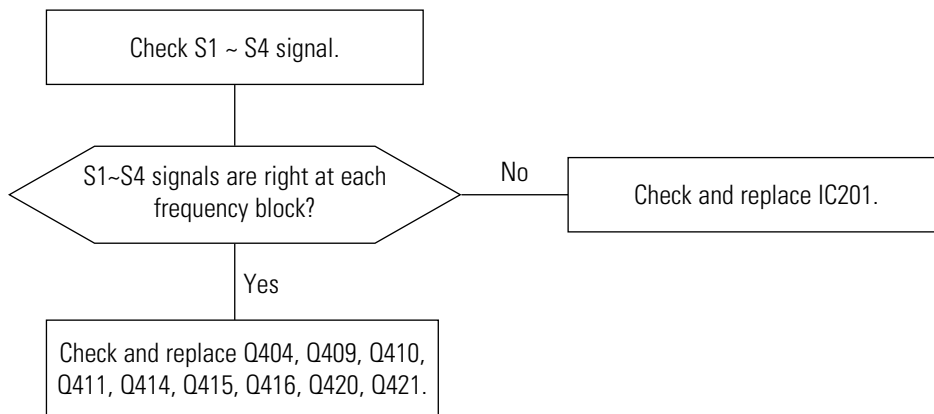 Check S1 ~ S4 signal.
S1~S4 signals are right at each
frequency block?
No
Check and replace IC201.
Yes
Check and replace Q404, Q409, Q410,
Q411, Q414, Q415, Q416, Q420, Q421.